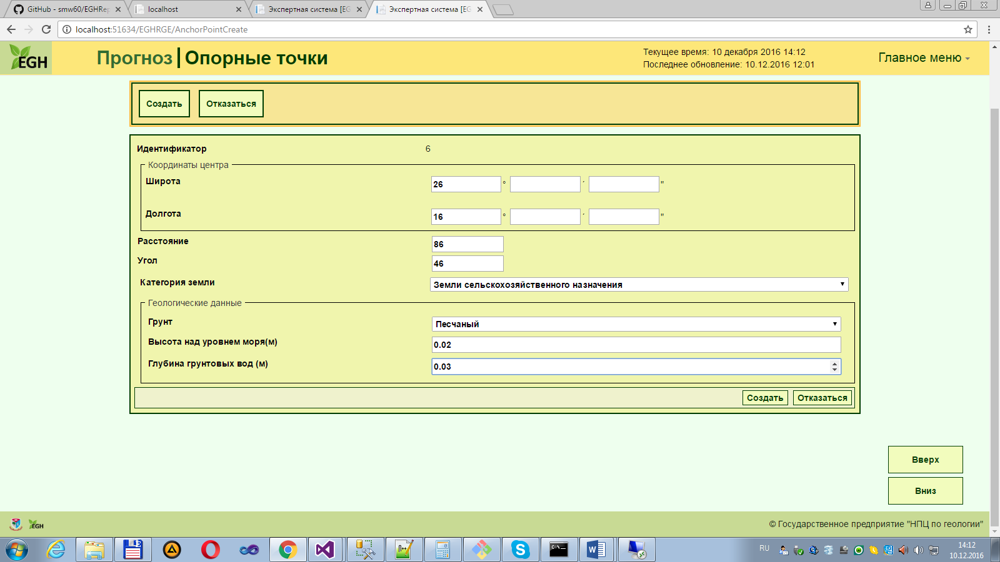 GitHub - smw60/EGHRep
localhost
Экспертная система [EG
Экспертная система [EG
localhost:51634/EGHRGE/AnchorPointCreate
EGH
Прогноз | Опорные точки
Текущее время: 10 декабря 2016 14:12
Последнее обновление: 10.12.2016 12:01
Главное меню
Создать Отказаться
Идентификатор 6
Координаты центра
Широта 26 ° ´ "
Долгота 16 ° ´ "
Расстояние 86
Угол 46
Категория земли Земли сельскохозяйственного назначения
Геологические данные
Грунт Песчаный
Высота над уровнем моря(м) 0.02
Глубина грунтовых вод (м) 0.03
Создать Отказаться
Вверх
Вниз
EGH
© Государственное предприятие "НПЦ по геологии"
RU
14:12
10.12.2016